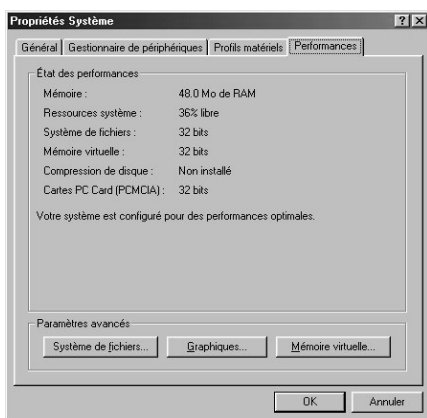 Propriétés Système
Général Gestionnaire de périphériques Profils matériels Performances
État des performances
Mémoire : 48.0 Mo de RAM
Ressources système : 36% libre
Système de fichiers : 32 bits
Mémoire virtuelle : 32 bits
Compression de disque : Non installé
Cartes PC Card (PCMCIA) : 32 bits
Votre système est configuré pour des performances optimales.
Paramètres avancés
Système de fichiers... Graphiques... Mémoire virtuelle...
OK Annuler